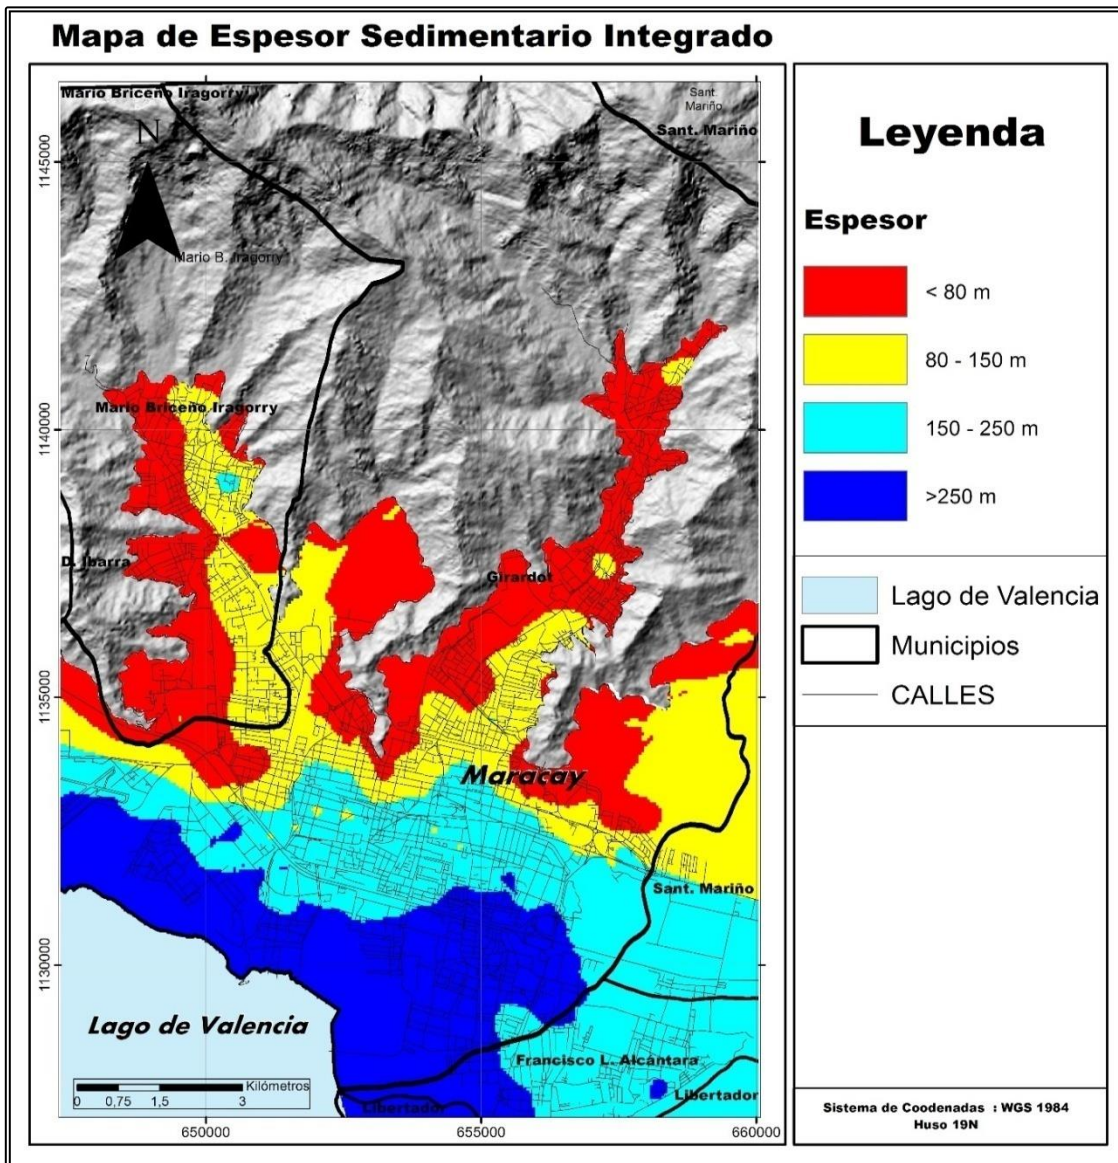 Mapa de Espesor Sedimentario Integrado
Mario Briceño Iragorry
Sant.
Mariño
Sant. Mariño
N
Mario B. Iragorry
Mario Briceño Iragorry
D. Ibarra
Girardot
Maracay
Sant. Mariño
Lago de Valencia
Francisco L. Alcántara
Libertador
Libertador
Kilómetros
0 0,75 1,5 3
1145000
1140000
1135000
1130000
650000 655000 660000
Leyenda
Espesor
< 80 m
80 - 150 m
150 - 250 m
>250 m
Lago de Valencia
Municipios
CALLES
Sistema de Coodenadas : WGS 1984
Huso 19N